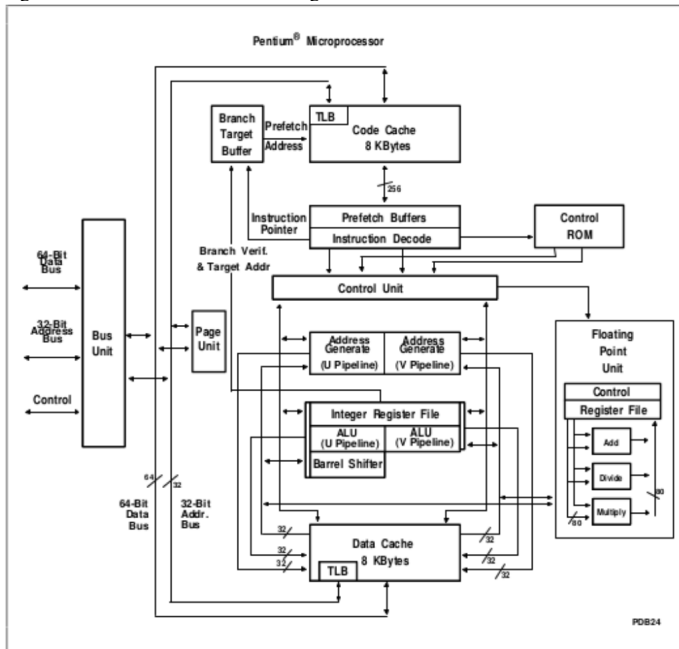 Pentium® Microprocessor
Branch
Target
Buffer
Prefetch
Address
TLB
Code Cache
8 KBytes
256
Instruction
Pointer
Prefetch Buffers
Instruction Decode
Control
ROM
Branch Verif.
& Target Addr
Control Unit
64-Bit
Data
Bus
32-Bit
Address
Bus
Control
Bus
Unit
Page
Unit
Address
Generate
(U Pipeline)
Address
Generate
(V Pipeline)
Floating
Point
Unit
Control
Register File
Add
Divide
Multiply
80
80
Integer Register File
ALU
(U Pipeline)
ALU
(V Pipeline)
Barrel Shifter
64
32
64-Bit
Data
Bus
32-Bit
Addr.
Bus
32
32
32
32
32
32
Data Cache
8 KBytes
TLB
PDB24